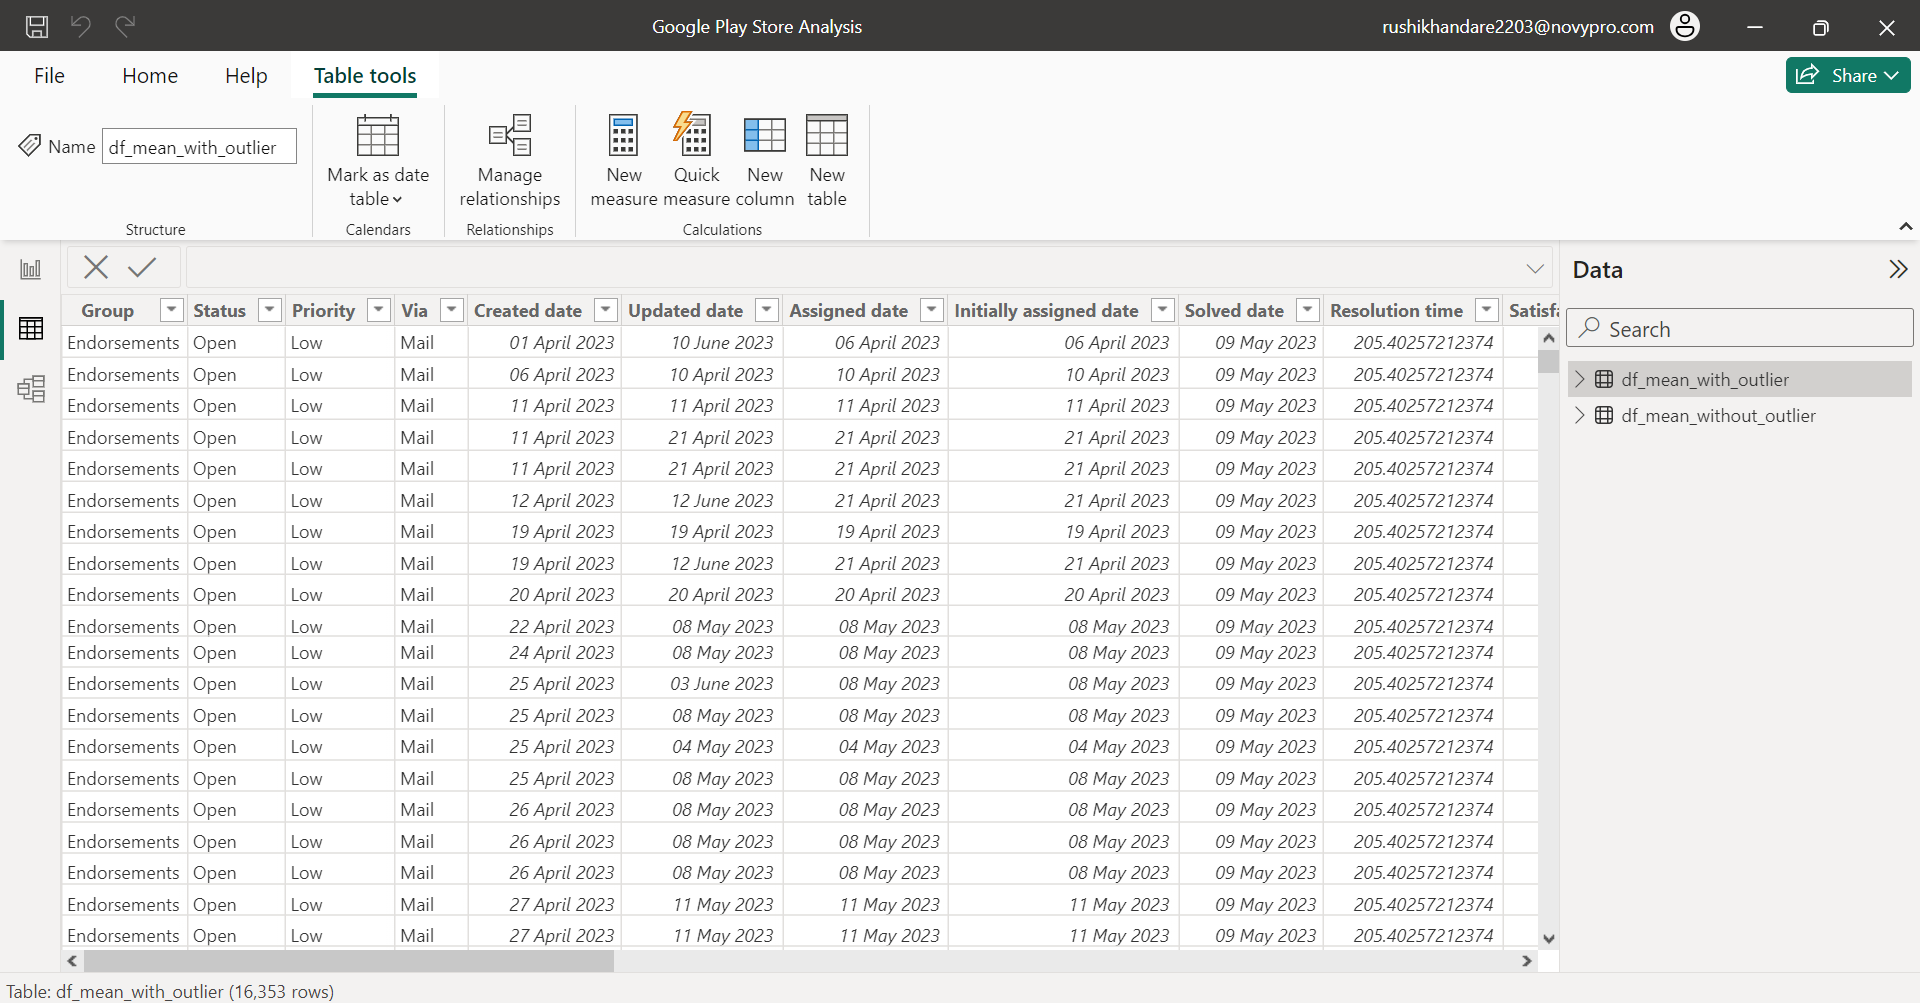 Google Play Store Analysis
rushikhandare2203@novypro.com
File Home Help Table tools
Share
Name df_mean_with_outlier
Mark as date
table
Manage
relationships
New
measure
Quick
measure
New
column
New
table
Structure Calendars Relationships Calculations
Group Status Priority Via Created date Updated date Assigned date Initially assigned date Solved date Resolution time Satisfa
Endorsements Open Low Mail 01 April 2023 10 June 2023 06 April 2023 06 April 2023 09 May 2023 205.40257212374
Endorsements Open Low Mail 06 April 2023 10 April 2023 10 April 2023 10 April 2023 09 May 2023 205.40257212374
Endorsements Open Low Mail 11 April 2023 11 April 2023 11 April 2023 11 April 2023 09 May 2023 205.40257212374
Endorsements Open Low Mail 11 April 2023 21 April 2023 21 April 2023 21 April 2023 09 May 2023 205.40257212374
Endorsements Open Low Mail 11 April 2023 21 April 2023 21 April 2023 21 April 2023 09 May 2023 205.40257212374
Endorsements Open Low Mail 12 April 2023 12 June 2023 21 April 2023 21 April 2023 09 May 2023 205.40257212374
Endorsements Open Low Mail 19 April 2023 19 April 2023 19 April 2023 19 April 2023 09 May 2023 205.40257212374
Endorsements Open Low Mail 19 April 2023 12 June 2023 21 April 2023 21 April 2023 09 May 2023 205.40257212374
Endorsements Open Low Mail 20 April 2023 20 April 2023 20 April 2023 20 April 2023 09 May 2023 205.40257212374
Endorsements Open Low Mail 22 April 2023 08 May 2023 08 May 2023 08 May 2023 09 May 2023 205.40257212374
Endorsements Open Low Mail 24 April 2023 08 May 2023 08 May 2023 08 May 2023 09 May 2023 205.40257212374
Endorsements Open Low Mail 25 April 2023 03 June 2023 08 May 2023 08 May 2023 09 May 2023 205.40257212374
Endorsements Open Low Mail 25 April 2023 08 May 2023 08 May 2023 08 May 2023 09 May 2023 205.40257212374
Endorsements Open Low Mail 25 April 2023 04 May 2023 04 May 2023 04 May 2023 09 May 2023 205.40257212374
Endorsements Open Low Mail 25 April 2023 08 May 2023 08 May 2023 08 May 2023 09 May 2023 205.40257212374
Endorsements Open Low Mail 26 April 2023 08 May 2023 08 May 2023 08 May 2023 09 May 2023 205.40257212374
Endorsements Open Low Mail 26 April 2023 08 May 2023 08 May 2023 08 May 2023 09 May 2023 205.40257212374
Endorsements Open Low Mail 26 April 2023 08 May 2023 08 May 2023 08 May 2023 09 May 2023 205.40257212374
Endorsements Open Low Mail 27 April 2023 11 May 2023 11 May 2023 11 May 2023 09 May 2023 205.40257212374
Endorsements Open Low Mail 27 April 2023 11 May 2023 11 May 2023 11 May 2023 09 May 2023 205.40257212374
Data
Search
df_mean_with_outlier
df_mean_without_outlier
Table: df_mean_with_outlier (16,353 rows)